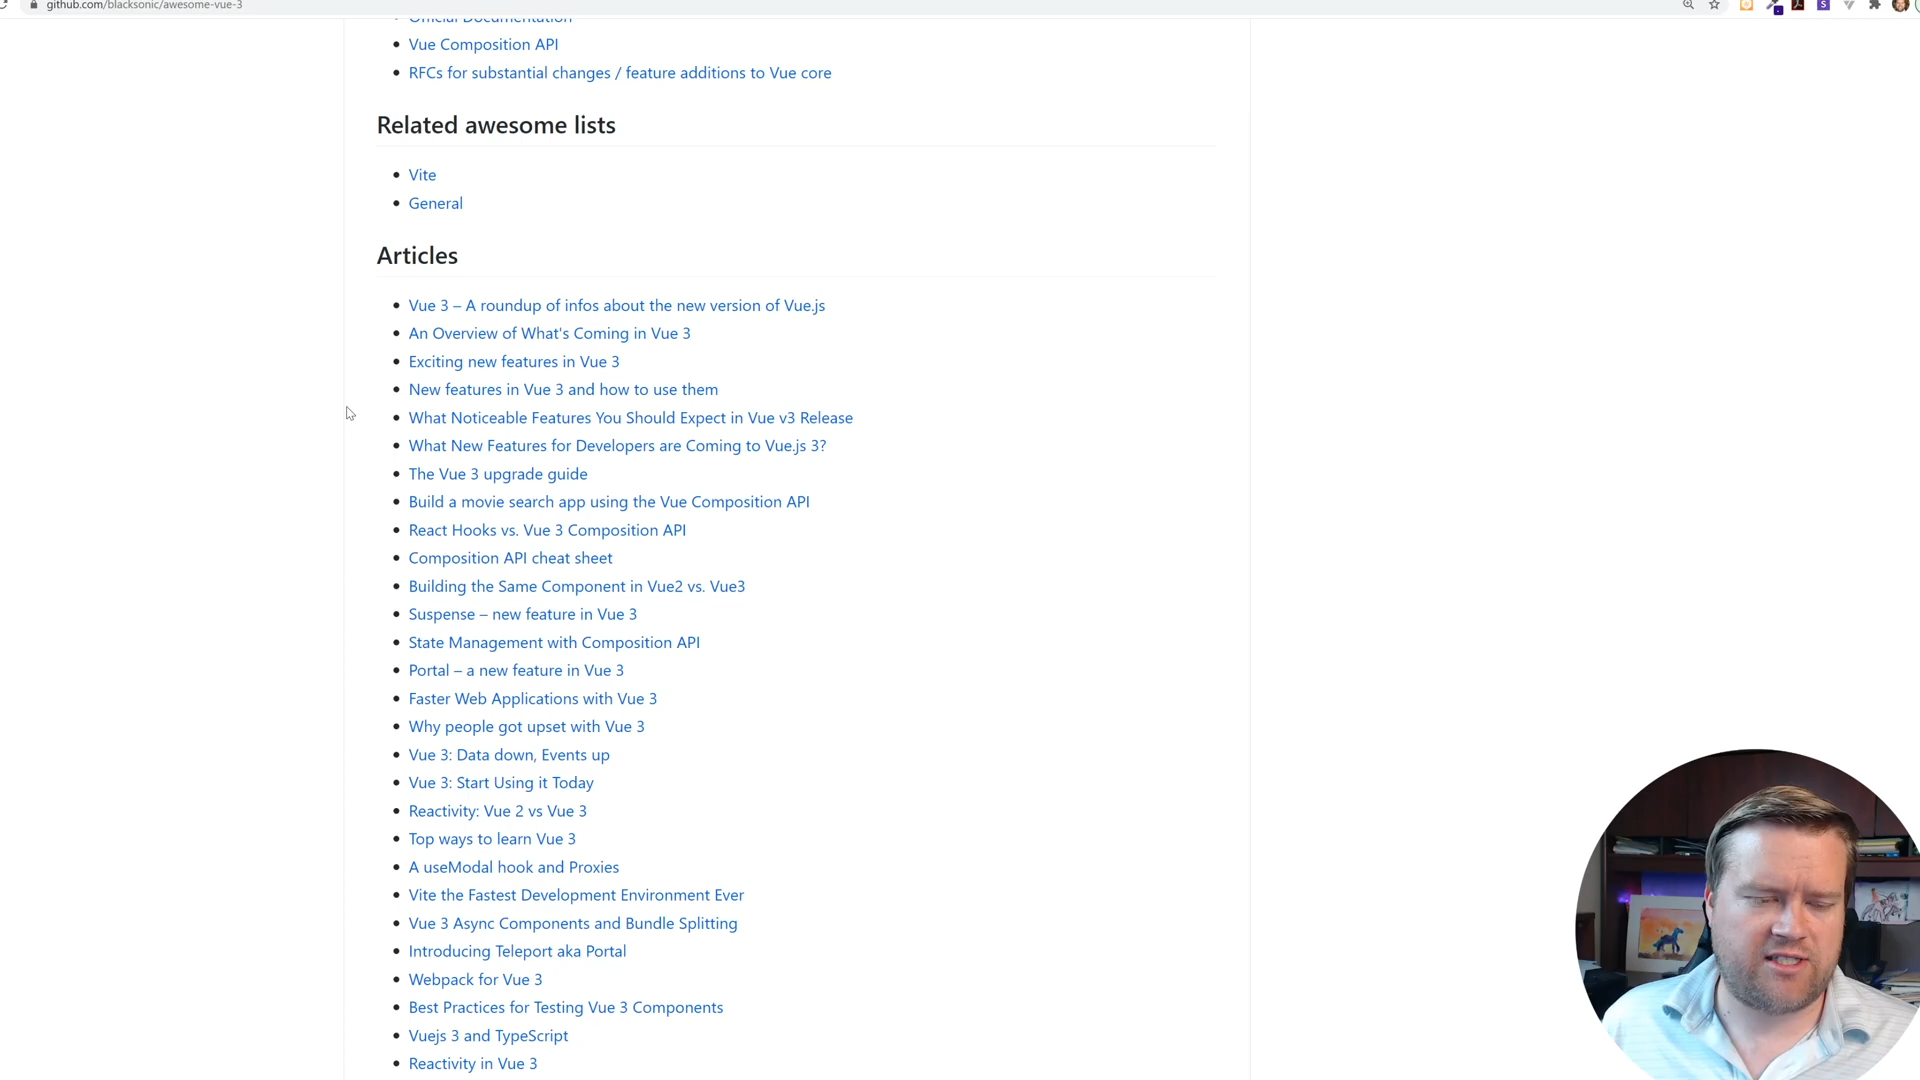 github.com/blacksonic/awesome-vue-3
Official Documentation
Vue Composition API
RFCs for substantial changes / feature additions to Vue core
Related awesome lists
Vite
General
Articles
Vue 3 – A roundup of infos about the new version of Vue.js
An Overview of What's Coming in Vue 3
Exciting new features in Vue 3
New features in Vue 3 and how to use them
What Noticeable Features You Should Expect in Vue v3 Release
What New Features for Developers are Coming to Vue.js 3?
The Vue 3 upgrade guide
Build a movie search app using the Vue Composition API
React Hooks vs. Vue 3 Composition API
Composition API cheat sheet
Building the Same Component in Vue2 vs. Vue3
Suspense – new feature in Vue 3
State Management with Composition API
Portal – a new feature in Vue 3
Faster Web Applications with Vue 3
Why people got upset with Vue 3
Vue 3: Data down, Events up
Vue 3: Start Using it Today
Reactivity: Vue 2 vs Vue 3
Top ways to learn Vue 3
A useModal hook and Proxies
Vite the Fastest Development Environment Ever
Vue 3 Async Components and Bundle Splitting
Introducing Teleport aka Portal
Webpack for Vue 3
Best Practices for Testing Vue 3 Components
Vuejs 3 and TypeScript
Reactivity in Vue 3